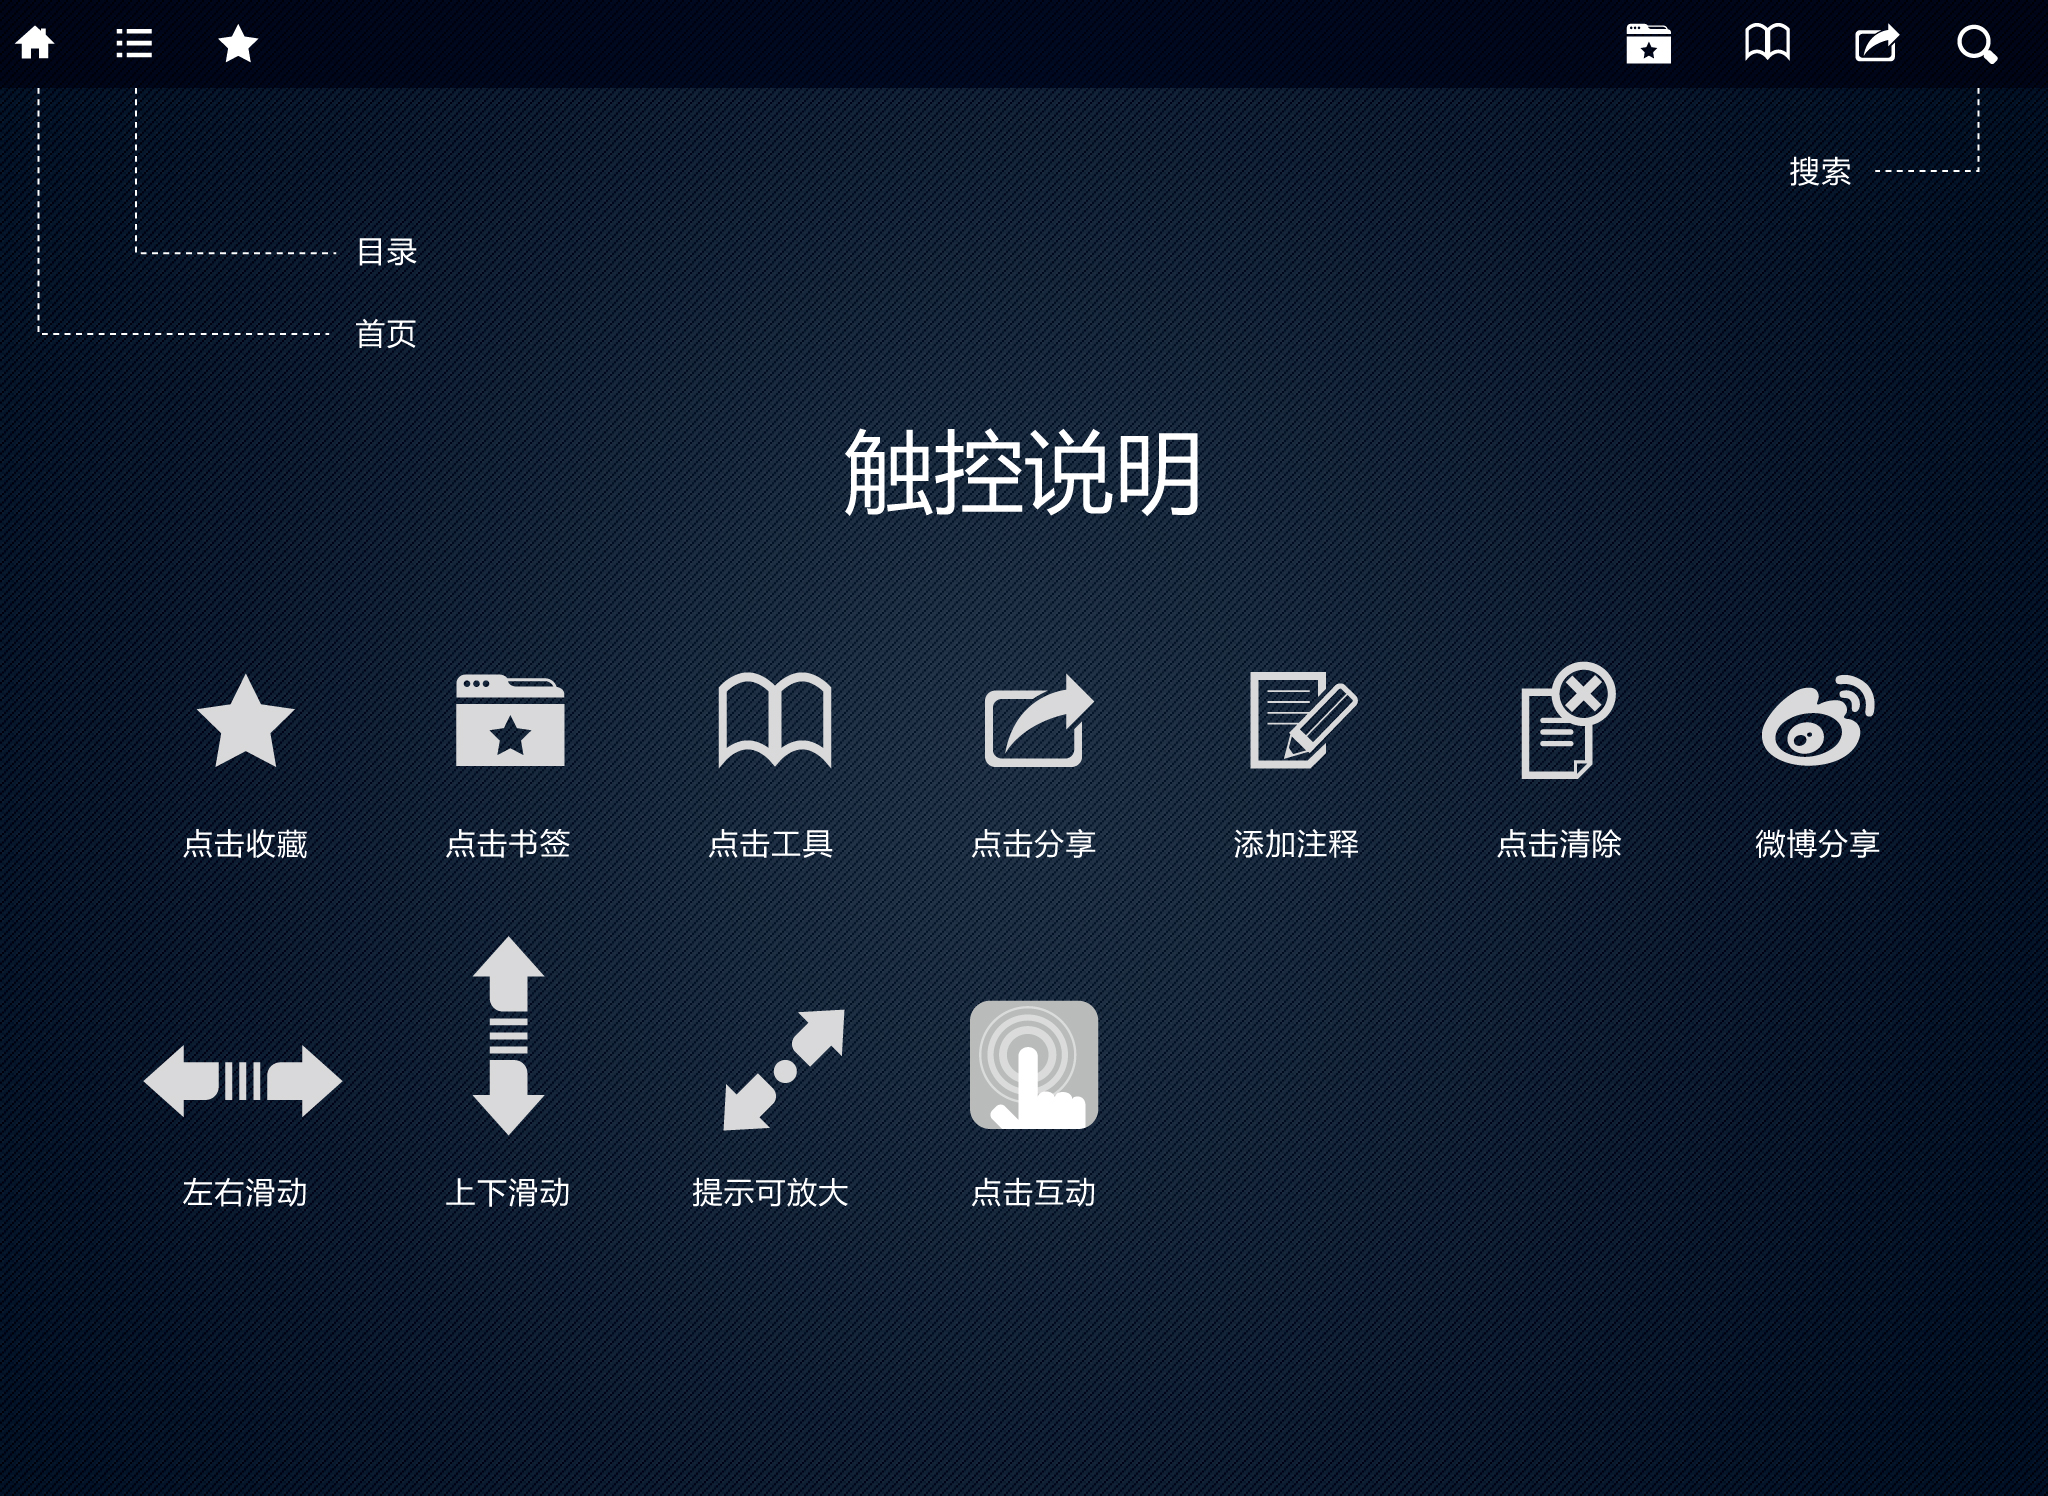 搜索
目录
首页
触控说明
点击收藏
点击书签
点击工具
点击分享
添加注释
点击清除
微博分享
左右滑动
上下滑动
提示可放大
点击互动